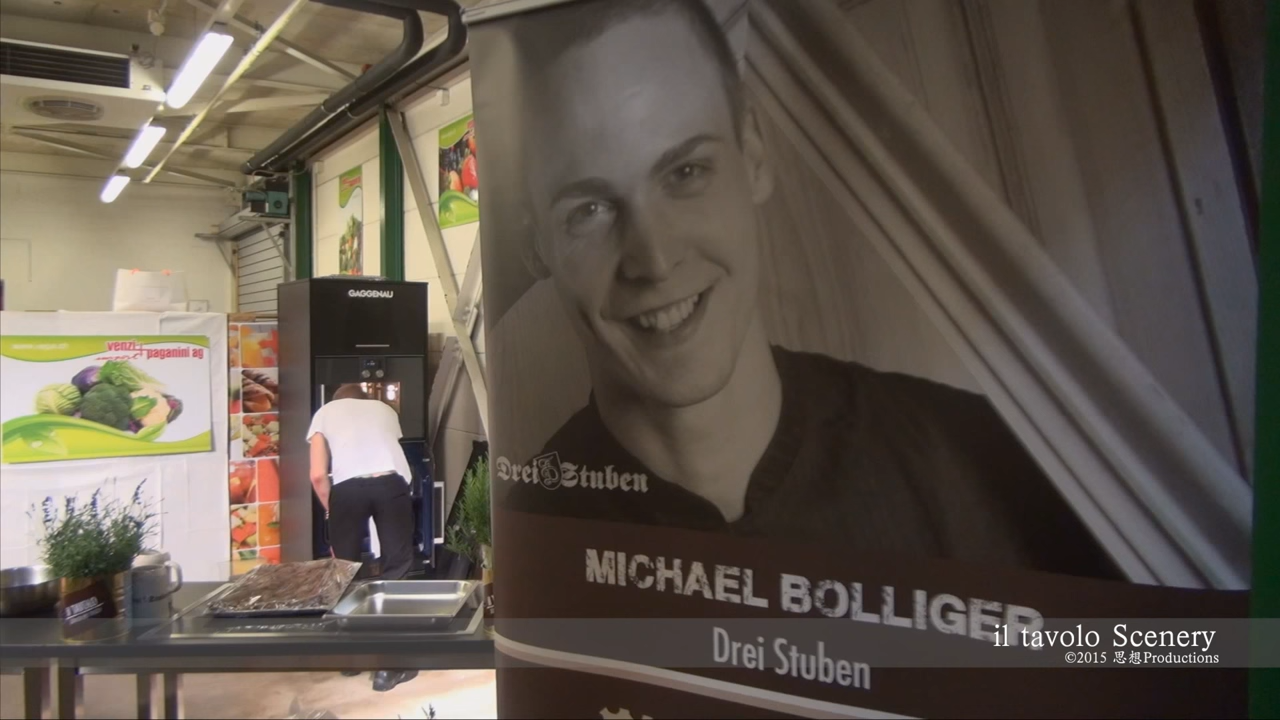 GAGGENAU
venzi + paganini ag
Drei Stuben
MICHAEL BOLLIGER
Drei Stuben
il tavolo Scenery
©2015 思想Productions